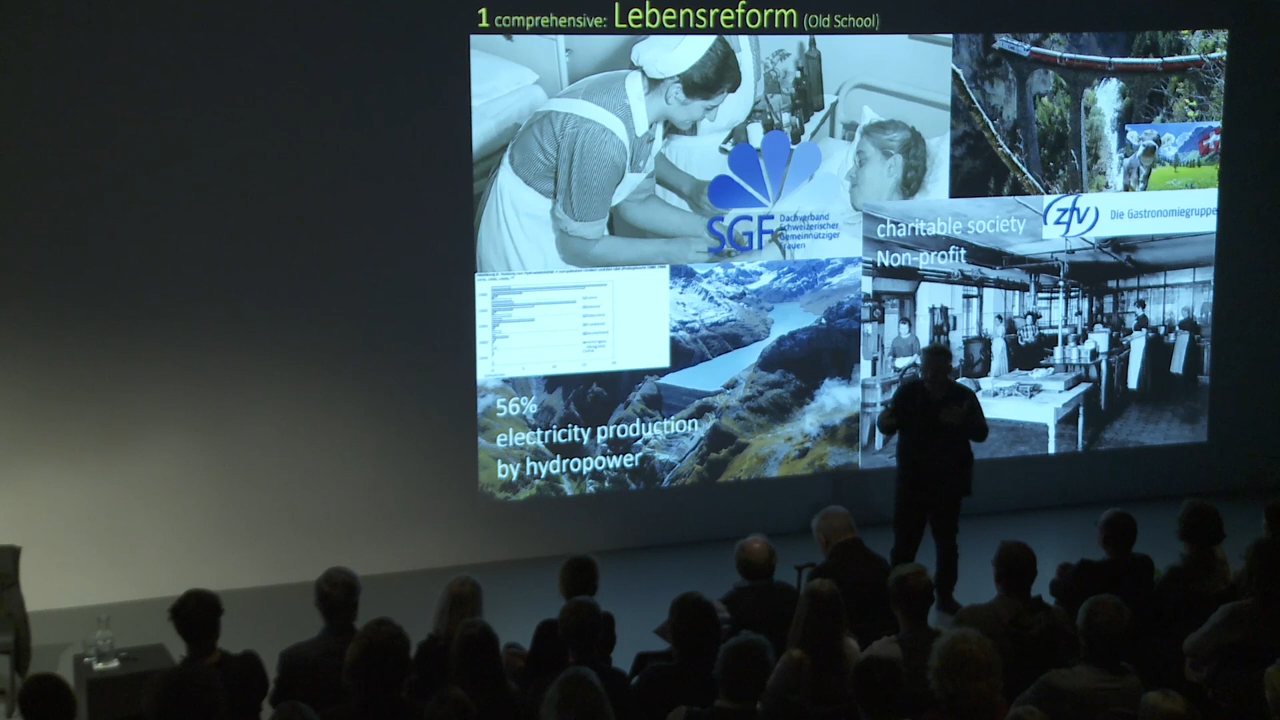 1 comprehensive: Lebensreform (Old School)
SGF
Dachverband
Schweizerischer
Gemeinnütziger
Frauen
charitable society
Non-profit
zfv
Die Gastronomiegruppe
56%
electricity production
by hydropower